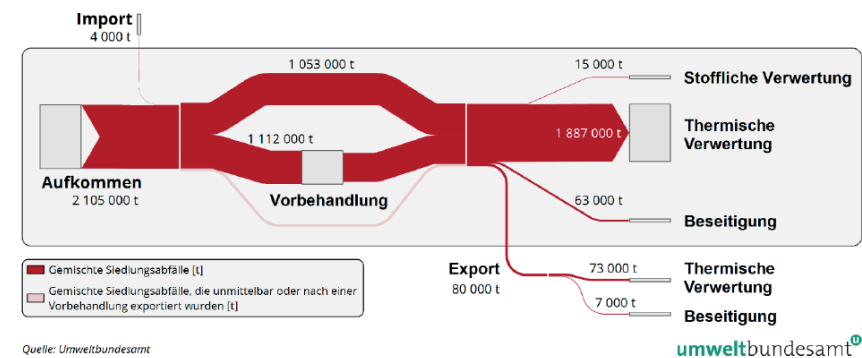 Import
4 000 t
1 053 000 t
15 000 t
Stoffliche Verwertung
1 112 000 t
1 887 000 t
Thermische
Verwertung
Aufkommen
2 105 000 t
Vorbehandlung
63 000 t
Beseitigung
Export
80 000 t
73 000 t
Thermische
Verwertung
7 000 t
Beseitigung
Gemischte Siedlungsabfälle [t]
Gemischte Siedlungsabfälle, die unmittelbar oder nach einer
Vorbehandlung exportiert wurden [t]
Quelle: Umweltbundesamt
umweltbundesamt